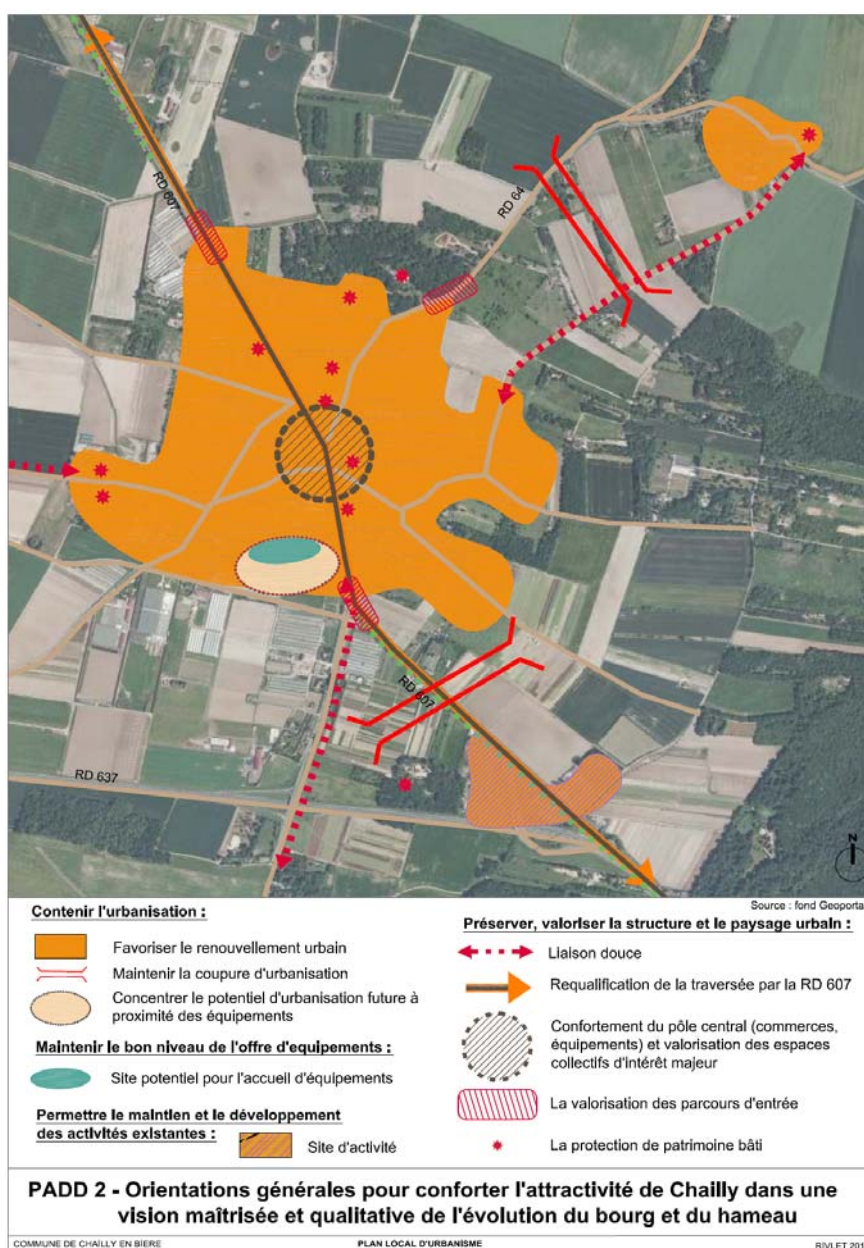 RD 607
RD 64
RD 607
RD 637
N
Source : fond Geoporta
Contenir l'urbanisation :
Favoriser le renouvellement urbain
Maintenir la coupure d'urbanisation
Concentrer le potentiel d'urbanisation future à
proximité des équipements
Maintenir le bon niveau de l'offre d'equipements :
Site potentiel pour l'accueil d'équipements
Permettre le maintien et le développement
des activités existantes :
Site d'activité
Préserver, valoriser la structure et le paysage urbain :
Liaison douce
Requalification de la traversée par la RD 607
Confortement du pôle central (commerces,
équipements) et valorisation des espaces
collectifs d'intérêt majeur
La valorisation des parcours d'entrée
La protection de patrimoine bâti
PADD 2 - Orientations générales pour conforter l'attractivité de Chailly dans une
vision maîtrisée et qualitative de l'évolution du bourg et du hameau
COMMUNE DE CHAILLY EN BIERE
PLAN LOCAL D'URBANISME
RIVLET 201